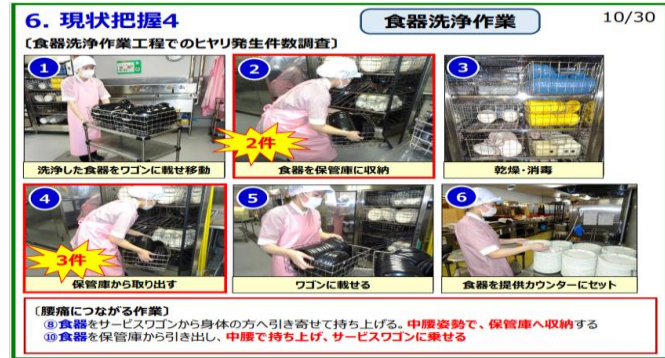 6. 現状把握4
食器洗浄作業
10/30
〔食器洗浄作業工程でのヒヤリ発生件数調査〕
①
②
③
2件
洗浄した食器をワゴンに載せ移動
食器を保管庫に収納
乾燥・消毒
④
⑤
⑥
3件
保管庫から取り出す
ワゴンに載せる
食器を提供カウンターにセット
〔腰痛につながる作業〕
⑧食器をサービスワゴンから身体の方へ引き寄せて持ち上げる。中腰姿勢で、保管庫へ収納する
⑩食器を保管庫から引き出し、中腰で持ち上げ、サービスワゴンに乗せる